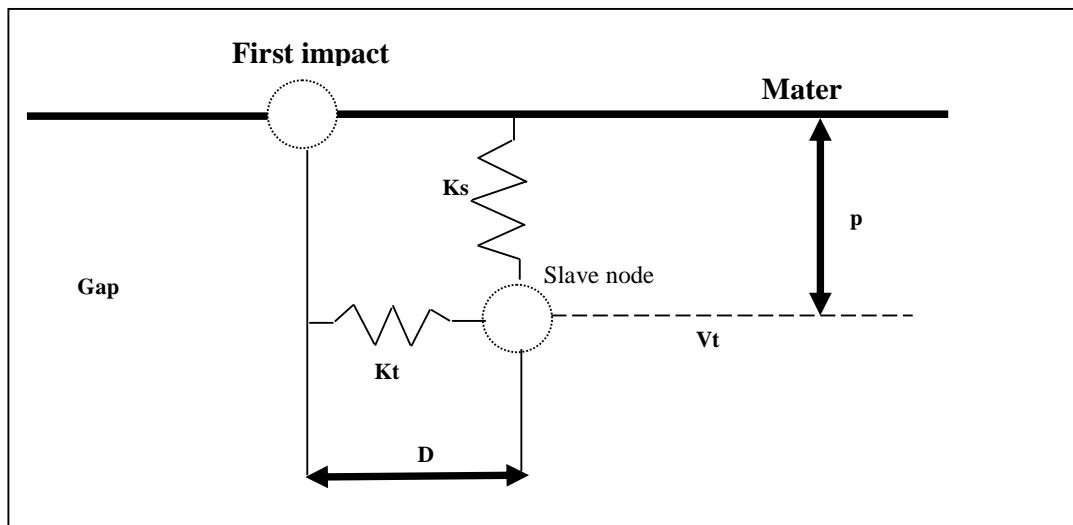 First impact
Mater
Ks
p
Slave node
Gap
Vt
Kt
D